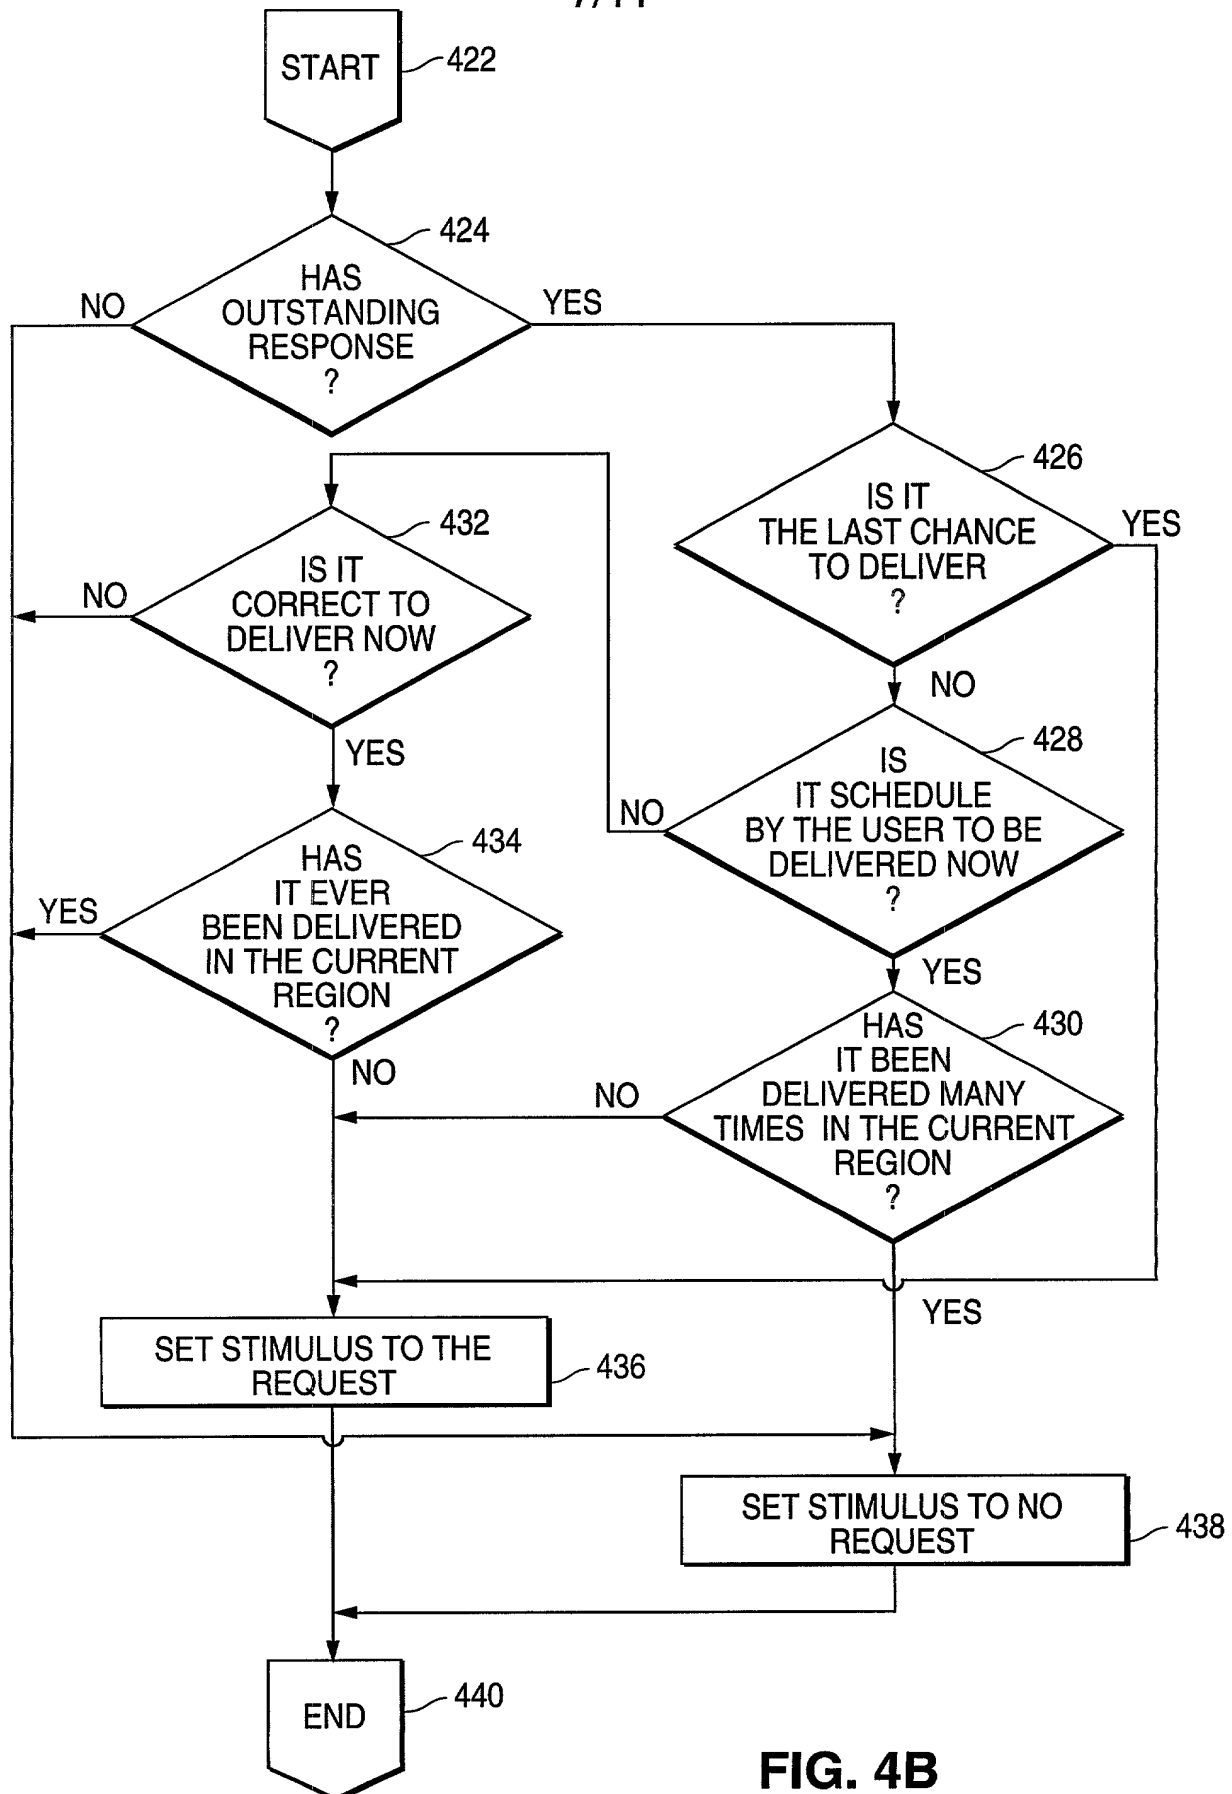 START
422
424
HAS
OUTSTANDING
RESPONSE
?
NO
YES
426
IS IT
THE LAST CHANCE
TO DELIVER
?
YES
NO
432
IS IT
CORRECT TO
DELIVER NOW
?
NO
YES
428
IS
IT SCHEDULE
BY THE USER TO BE
DELIVERED NOW
?
NO
YES
434
HAS
IT EVER
BEEN DELIVERED
IN THE CURRENT
REGION
?
YES
NO
430
HAS
IT BEEN
DELIVERED MANY
TIMES IN THE CURRENT
REGION
?
NO
YES
SET STIMULUS TO THE
REQUEST
436
SET STIMULUS TO NO
REQUEST
438
END
440
FIG. 4B